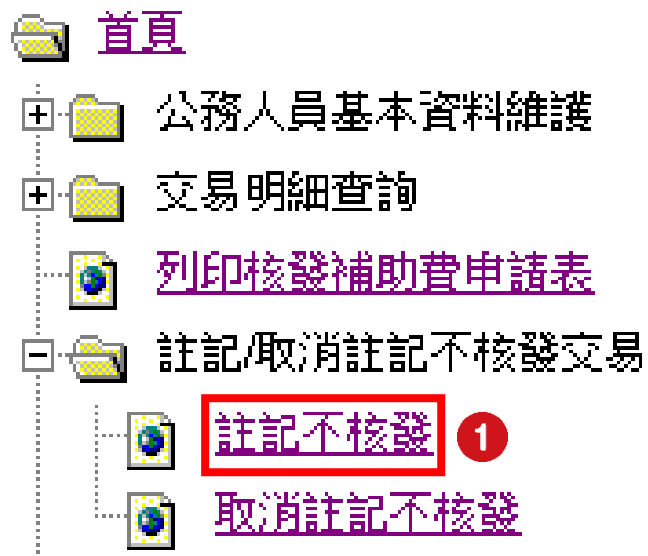 首頁
公務人員基本資料維護
交易明細查詢
列印核發補助費申請表
註記/取消註記不核發交易
註記不核發 1
取消註記不核發